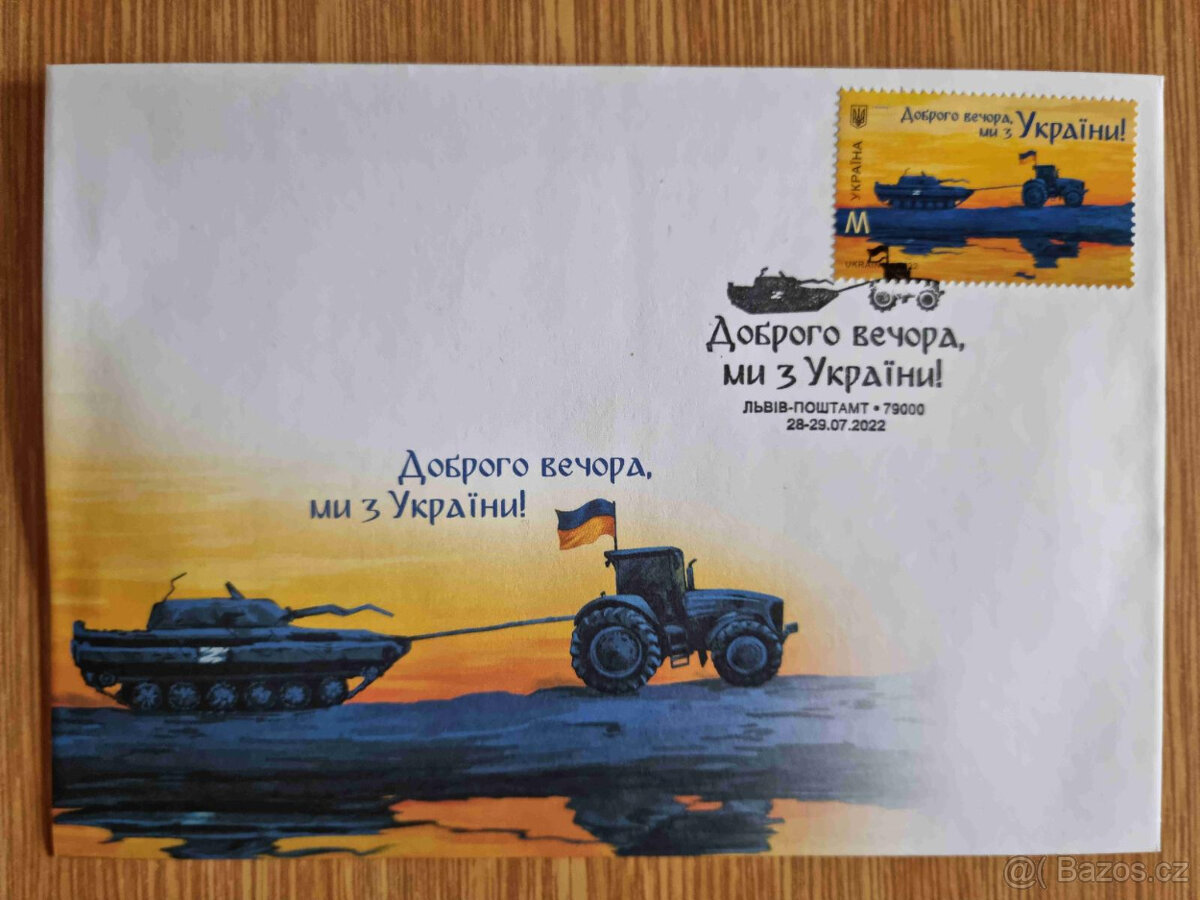 Доброго вечора,
ми з України!
УКРАЇНА
M
Доброго вечора,
ми з України!
ЛЬВІВ-ПОШТАМТ • 79000
28-29.07.2022
Доброго вечора,
ми з України!
Z
@( Bazos.cz